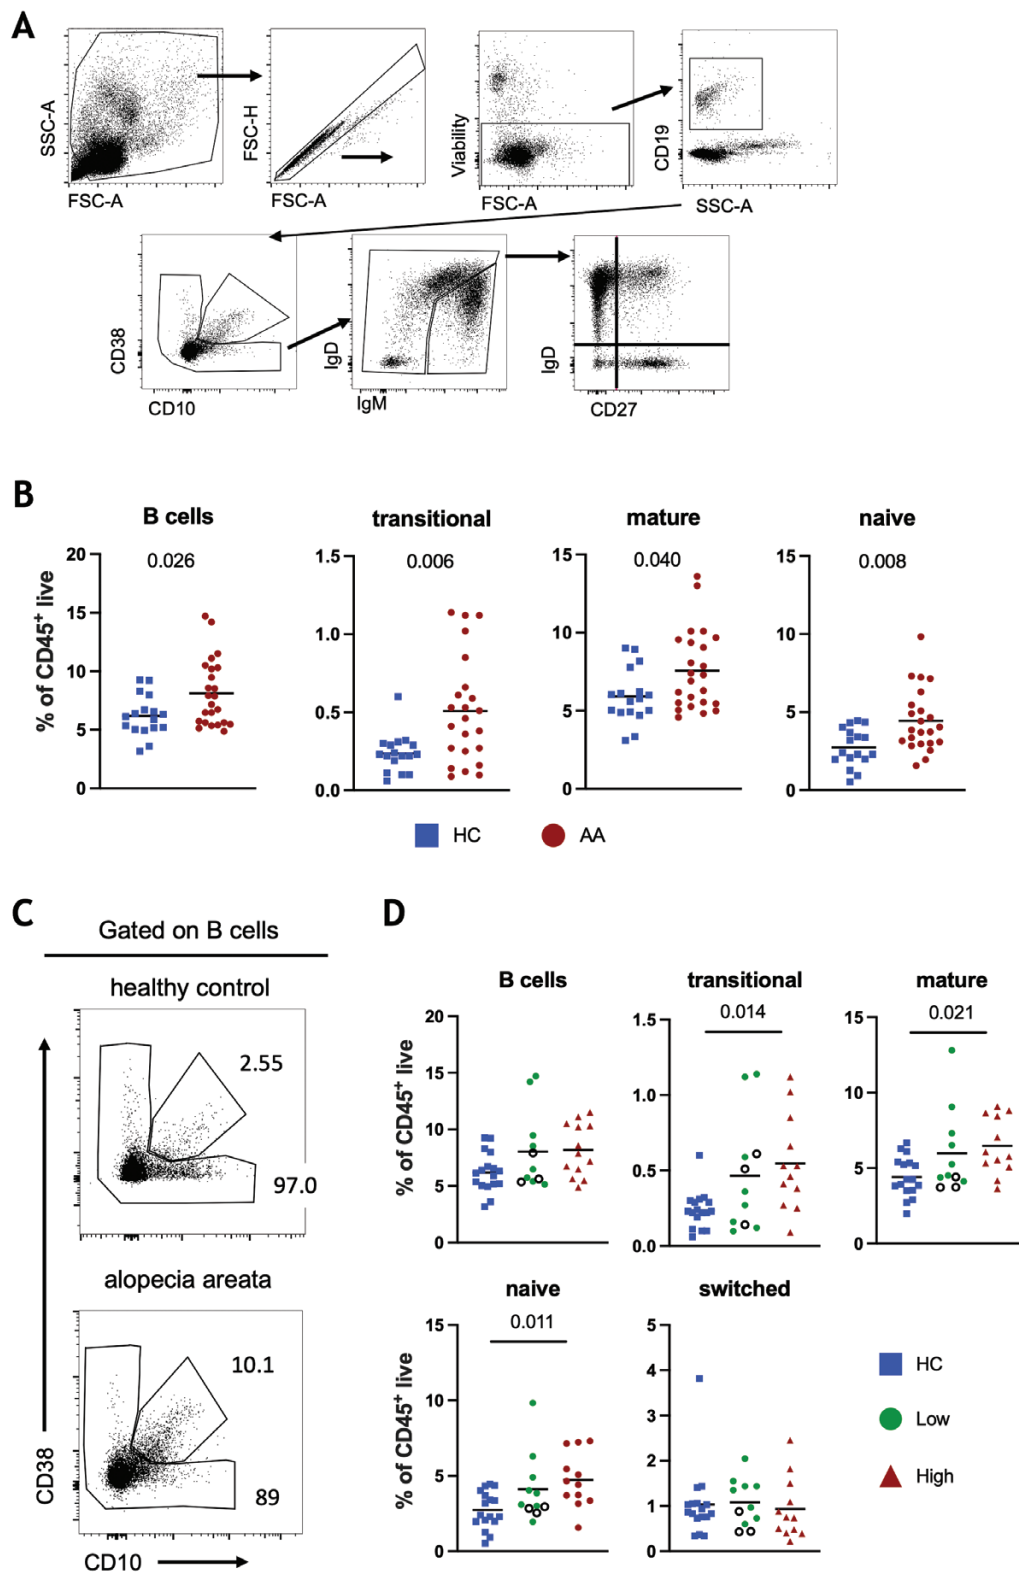 A
SSC-A
FSC-A
FSC-H
FSC-A
Viability
FSC-A
CD19
SSC-A
CD38
CD10
IgD
IgM
IgD
CD27
B
B cells
transitional
mature
naive
% of CD45⁺ live
20
15
10
5
0
0.026
1.5
1.0
0.5
0.0
0.006
15
10
5
0
0.040
15
10
5
0
0.008
HC
AA
C
Gated on B cells
healthy control
2.55
97.0
alopecia areata
10.1
89
CD38
CD10
D
B cells
% of CD45⁺ live
20
15
10
5
0
transitional
0.014
1.5
1.0
0.5
0.0
mature
0.021
15
10
5
0
naive
0.011
% of CD45⁺ live
15
10
5
0
switched
5
4
3
2
1
0
HC
Low
High